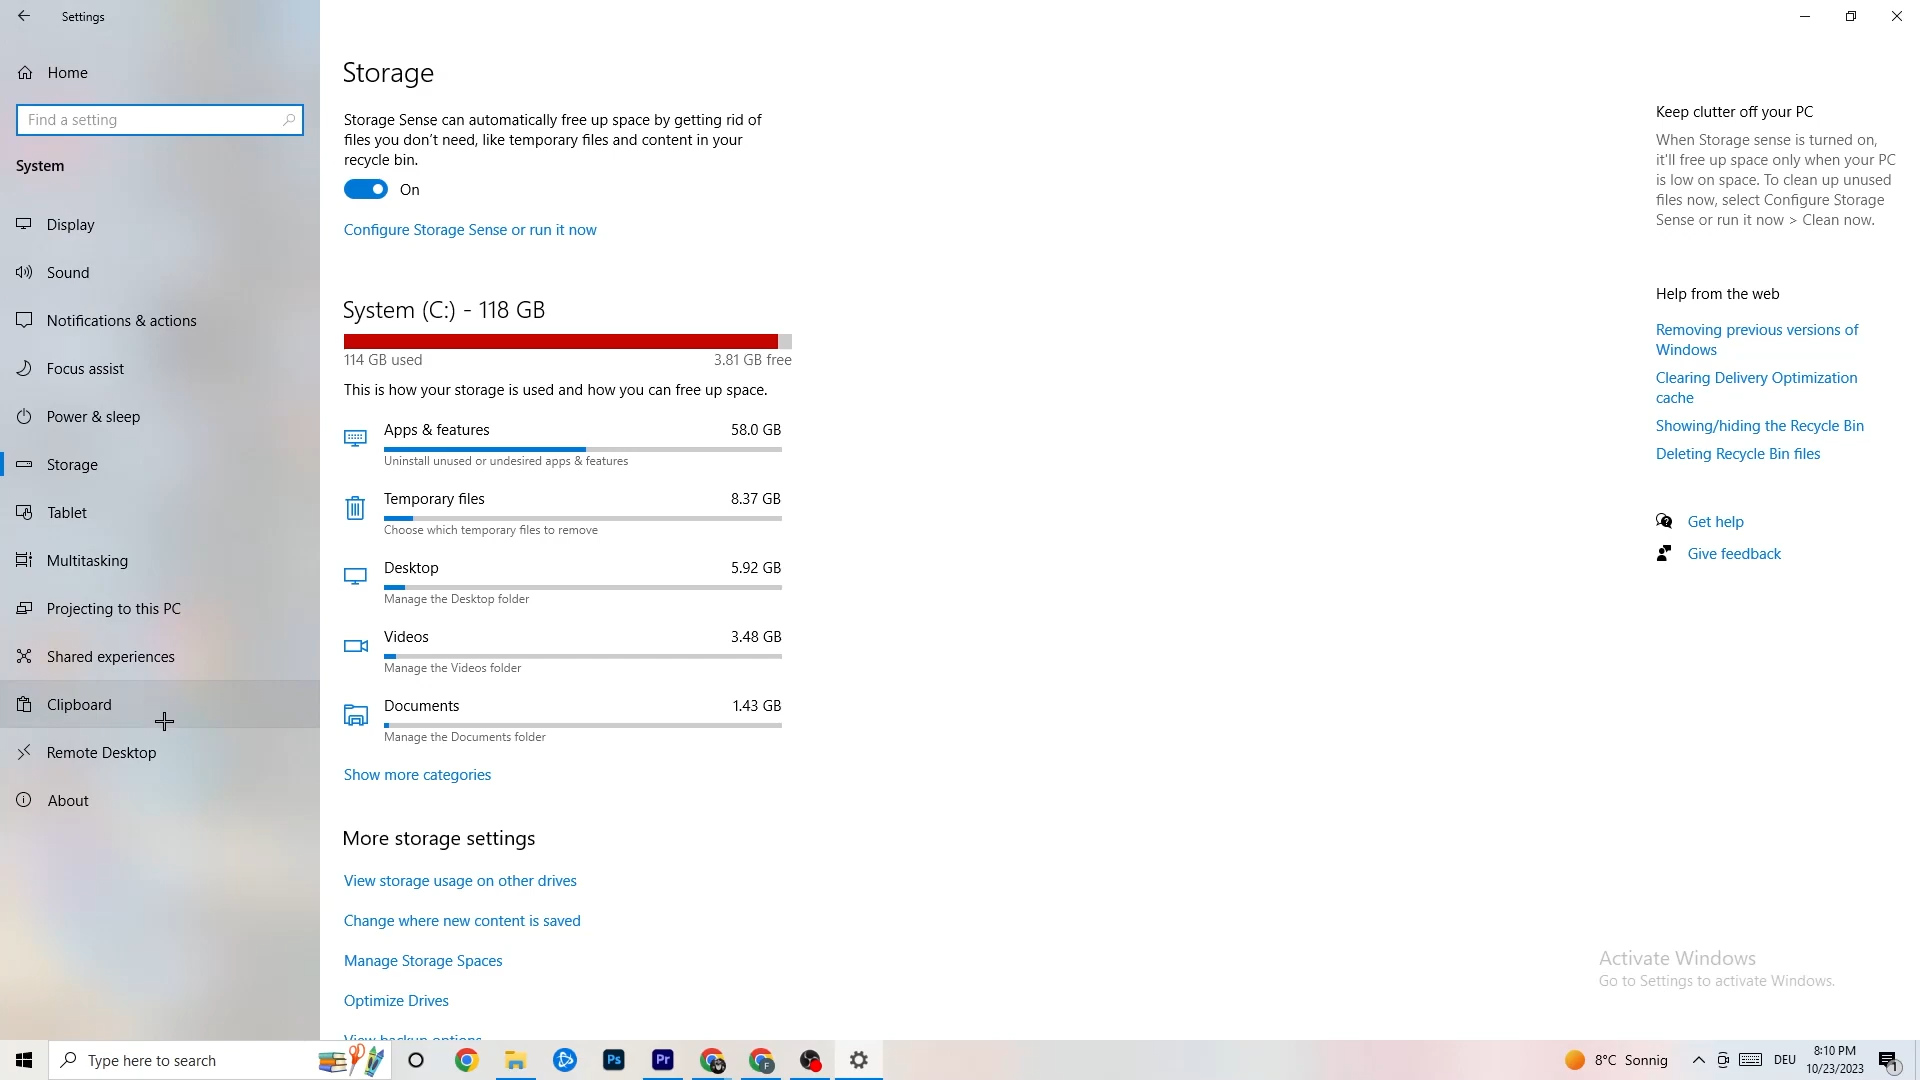 Settings
Home
Find a setting
System
Display
Sound
Notifications & actions
Focus assist
Power & sleep
Storage
Tablet
Multitasking
Projecting to this PC
Shared experiences
Clipboard
Remote Desktop
About
Storage
Storage Sense can automatically free up space by getting rid of
files you don't need, like temporary files and content in your
recycle bin.
On
Configure Storage Sense or run it now
System (C:) - 118 GB
114 GB used 3.81 GB free
This is how your storage is used and how you can free up space.
Apps & features 58.0 GB
Uninstall unused or undesired apps & features
Temporary files 8.37 GB
Choose which temporary files to remove
Desktop 5.92 GB
Manage the Desktop folder
Videos 3.48 GB
Manage the Videos folder
Documents 1.43 GB
Manage the Documents folder
Show more categories
More storage settings
View storage usage on other drives
Change where new content is saved
Manage Storage Spaces
Optimize Drives
View backup options
Keep clutter off your PC
When Storage sense is turned on,
it'll free up space only when your PC
is low on space. To clean up unused
files now, select Configure Storage
Sense or run it now > Clean now.
Help from the web
Removing previous versions of
Windows
Clearing Delivery Optimization
cache
Showing/hiding the Recycle Bin
Deleting Recycle Bin files
Get help
Give feedback
Activate Windows
Go to Settings to activate Windows.
Type here to search
Ps
Pr
F
8°C Sonnig
DEU
8:10 PM
10/23/2023
1